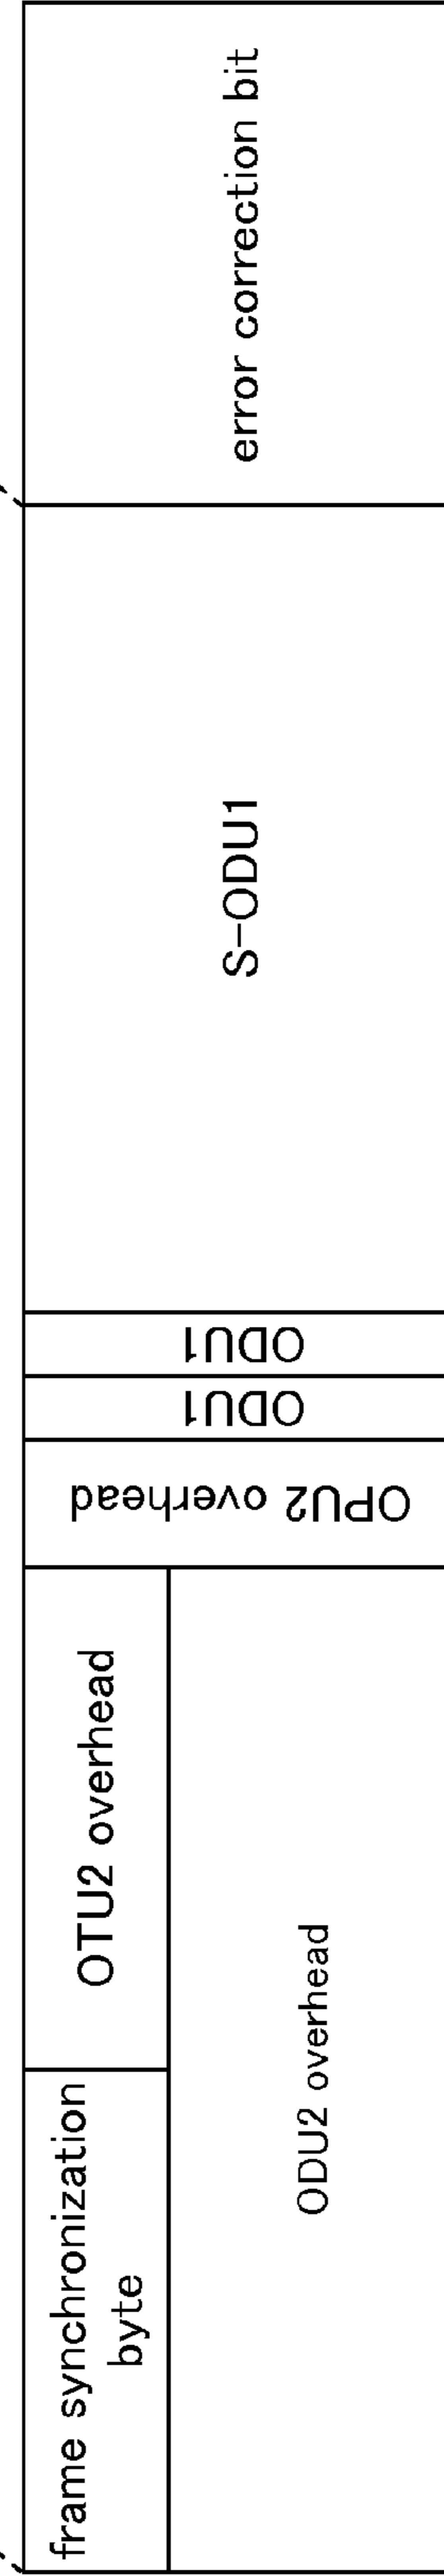 frame synchronization
byte
OTU2 overhead
ODU2 overhead
OPU2 overhead
ODU1
ODU1
S-ODU1
error correction bit